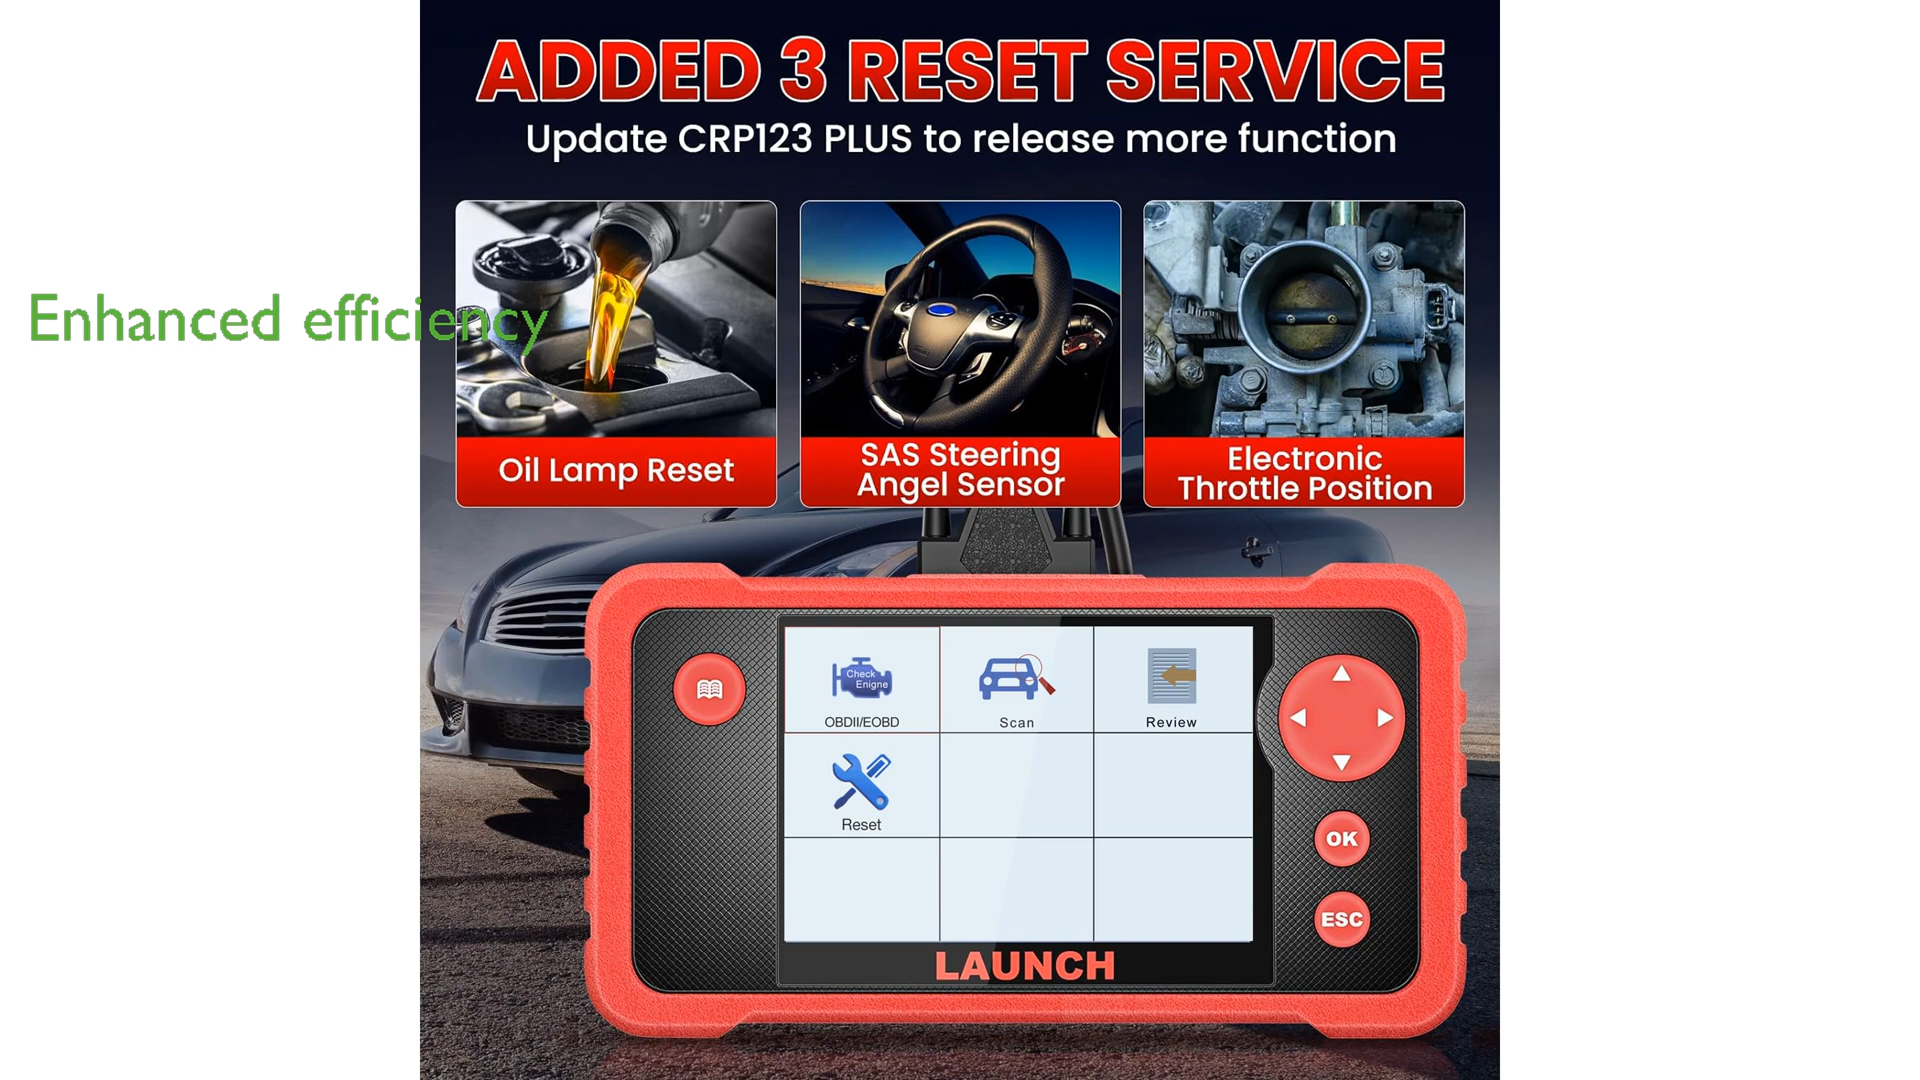 ADDED 3 RESET SERVICE
Update CRP123 PLUS to release more function
Enhanced efficiency
Oil Lamp Reset
SAS Steering
Angel Sensor
Electronic
Throttle Position
Check
Enigne
OBDII/EOBD
Scan
Review
Reset
OK
ESC
LAUNCH